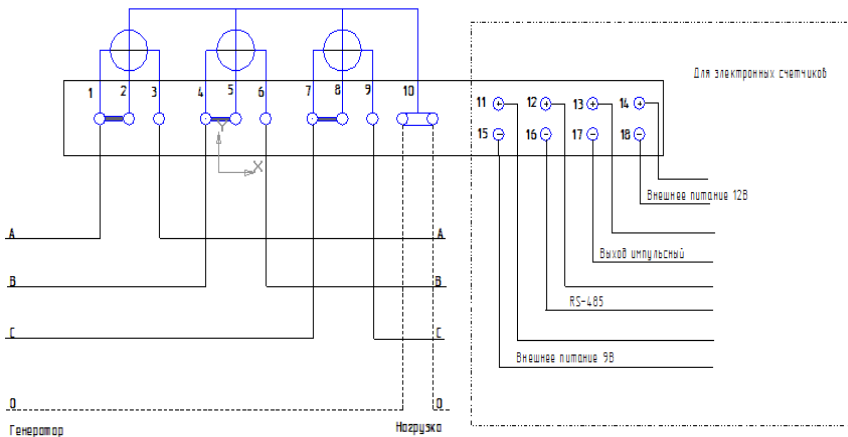 Для электронных счетчиков
1 2 3 4 5 6 7 8 9 10
11 12 13 14
15 16 17 18
Y
X
Внешнее питание 12В
А А
Выход импульсный
В В
RS-485
С С
Внешнее питание 9В
0 0
Генератор Нагрузка